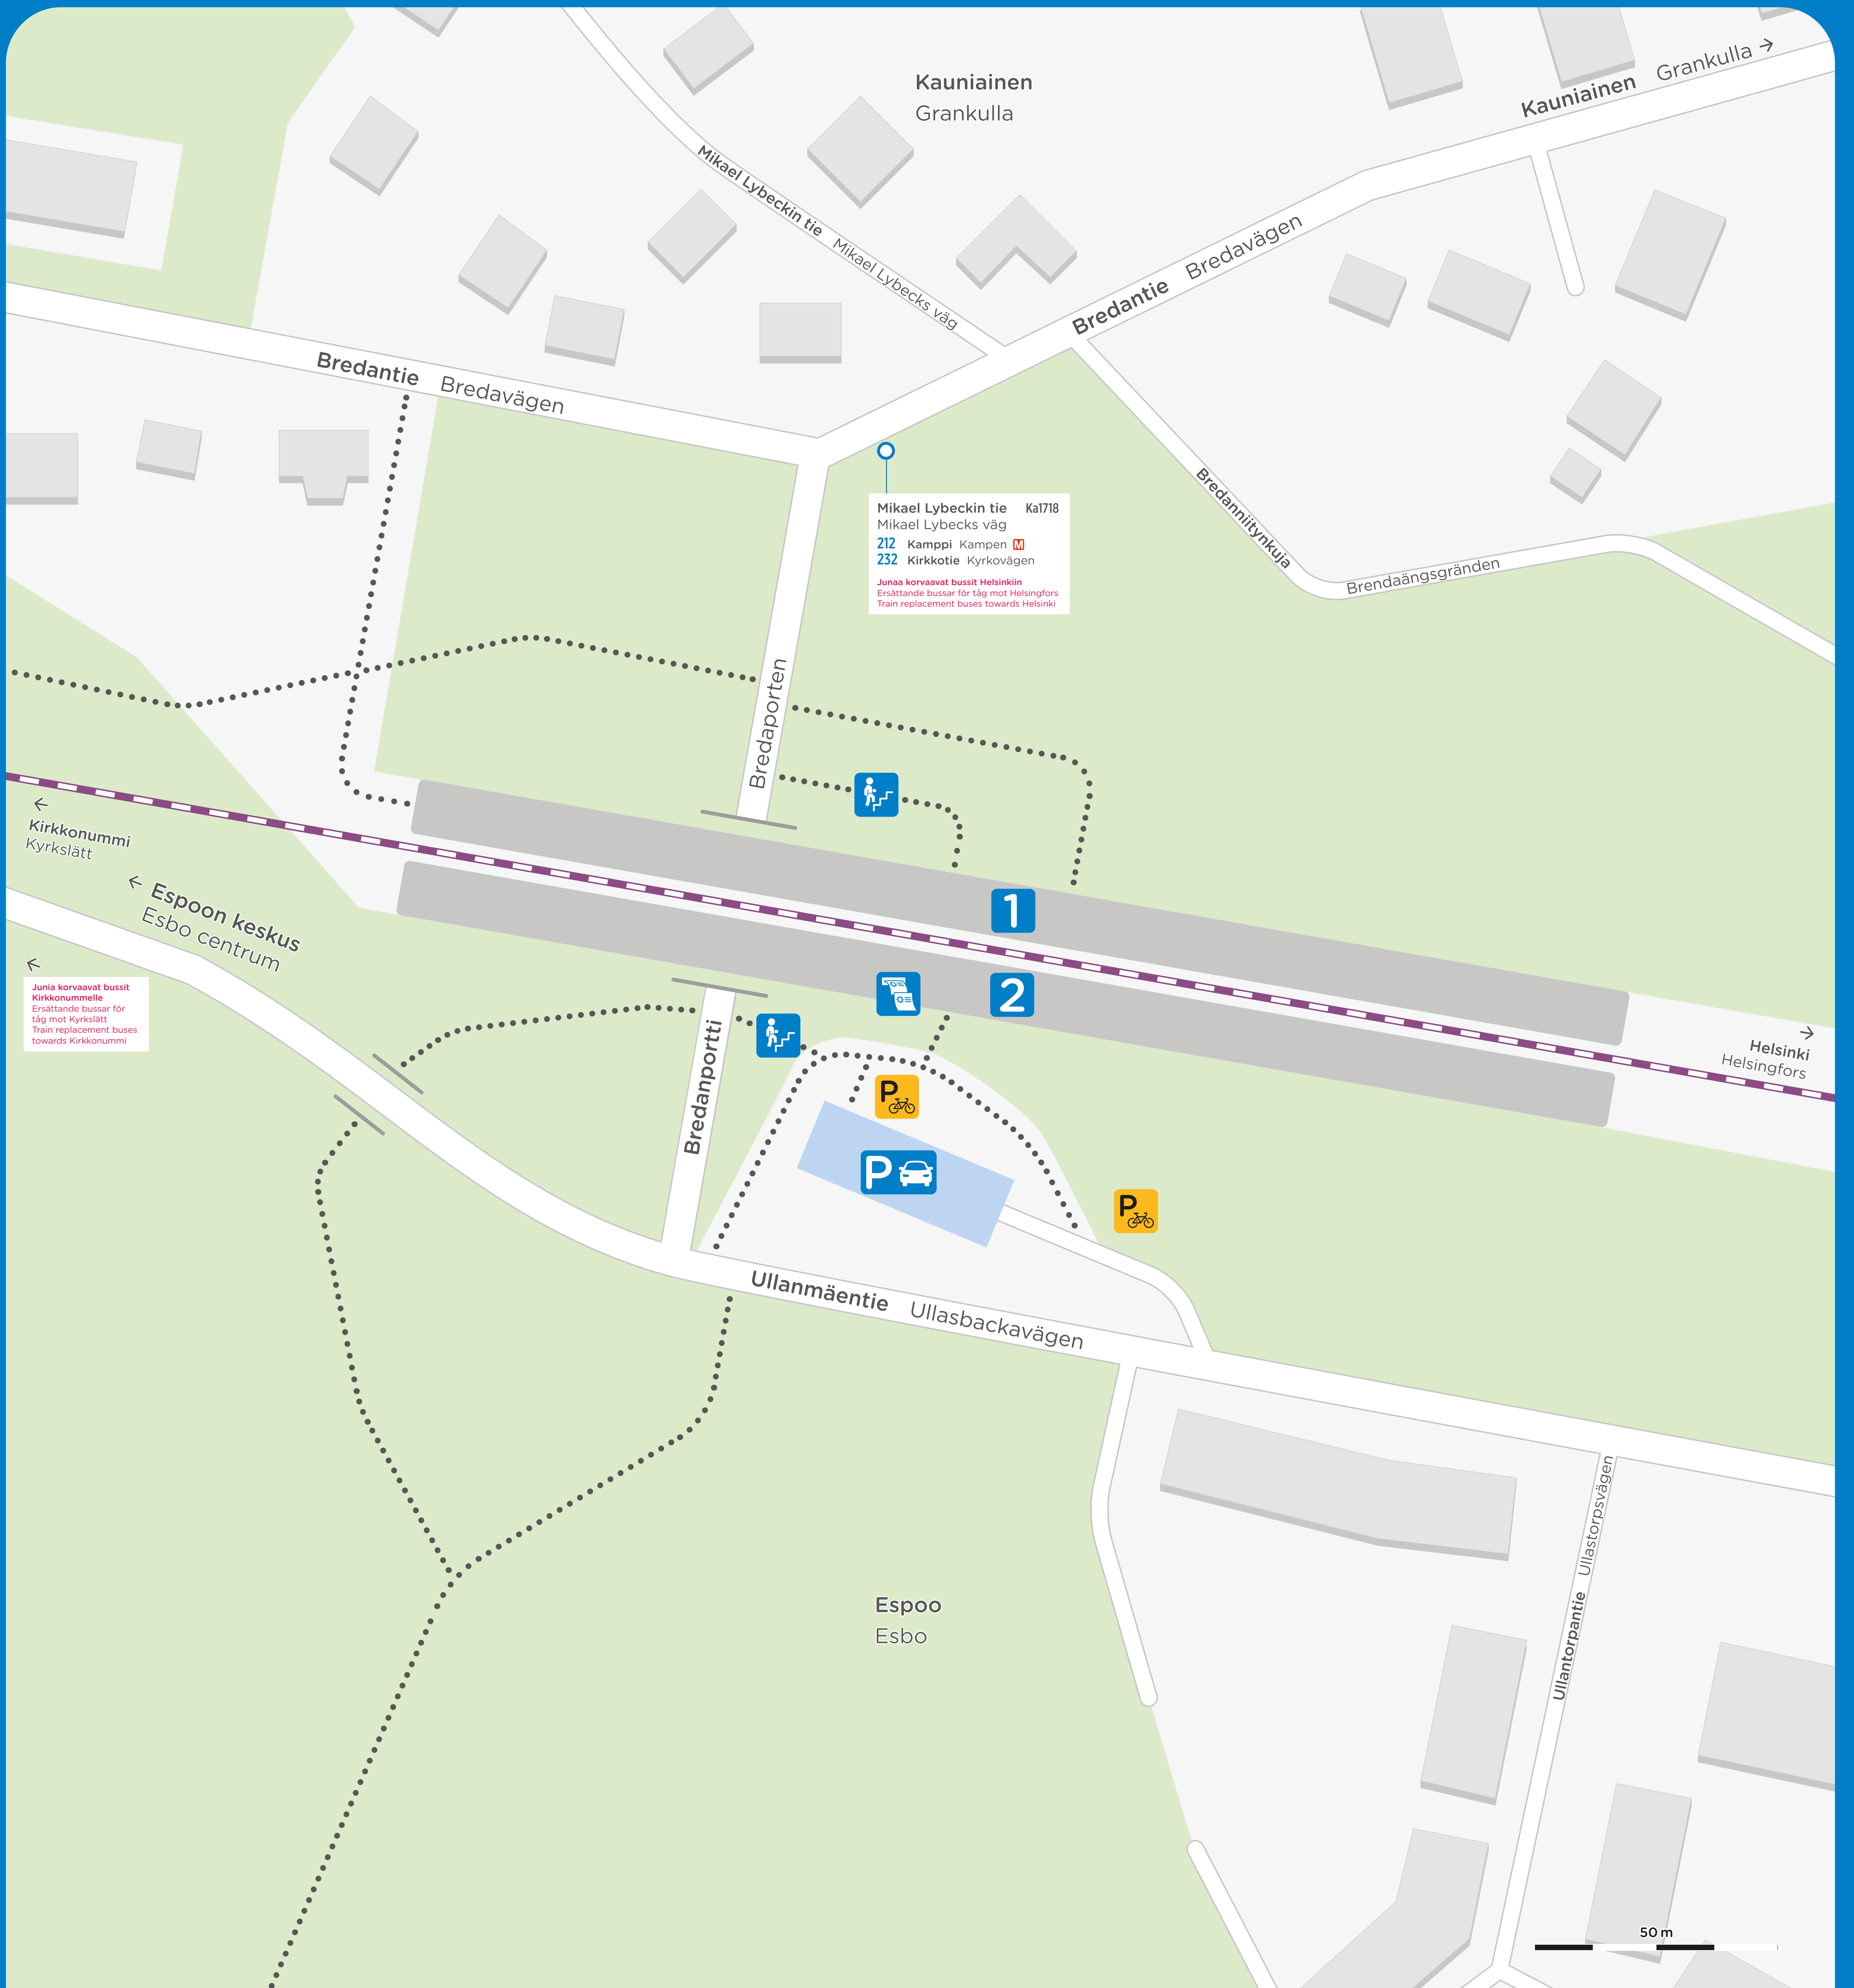 Kauniainen
Grankulla
Kauniainen Grankulla →
Mikael Lybeckin tie Mikael Lybecks väg
Bredantie Bredavägen
Bredantie Bredavägen
Bredanniitynkuja
Brendaängsgränden
Mikael Lybeckin tie Ka1718
Mikael Lybecks väg
212 Kamppi Kampen M
232 Kirkkotie Kyrkovägen
Junaa korvaavat bussit Helsinkiin
Ersättande bussar för tåg mot Helsingfors
Train replacement buses towards Helsinki
Bredaporten
←
Kirkkonummi
Kyrkslätt
← Espoon keskus
Esbo centrum
←
Junia korvaavat bussit
Kirkkonummelle
Ersättande bussar för
tåg mot Kyrkslätt
Train replacement buses
towards Kirkkonummi
1
2
→
Helsinki
Helsingfors
Bredanportti
P
P
P
Ullanmäentie Ullasbackavägen
Ullantorpantie Ullastorpsvägen
Espoo
Esbo
50 m